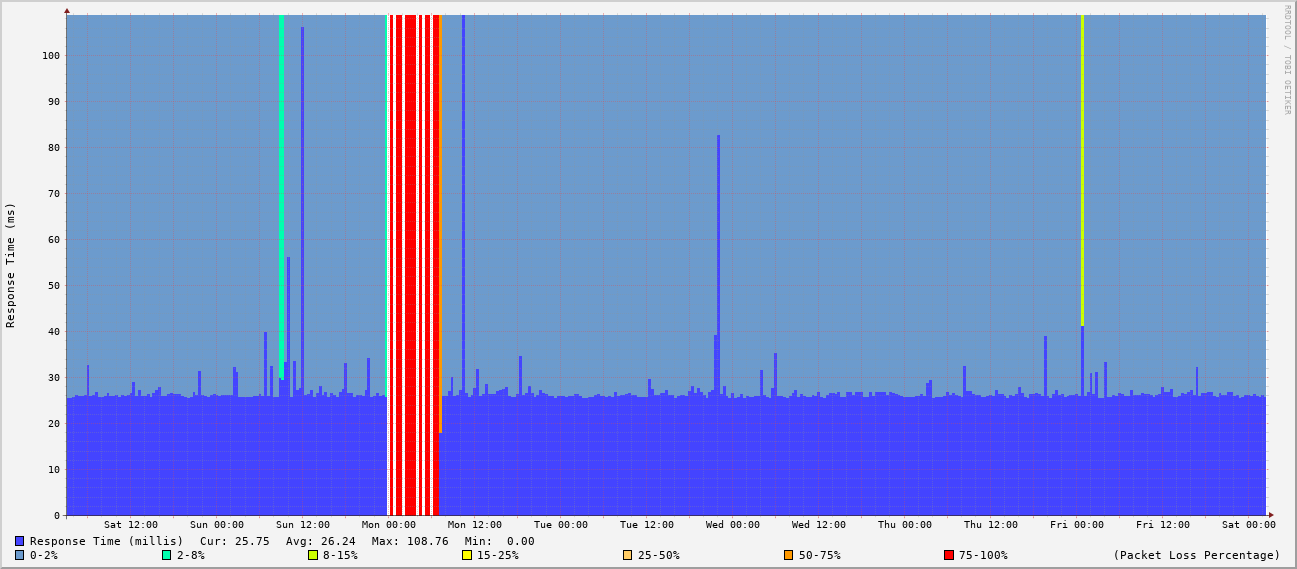 RRDTOOL / TOBI OETIKER
Response Time (ms)
100
90
80
70
60
50
40
30
20
10
0
Sat 12:00 Sun 00:00 Sun 12:00 Mon 00:00 Mon 12:00 Tue 00:00 Tue 12:00 Wed 00:00 Wed 12:00 Thu 00:00 Thu 12:00 Fri 00:00 Fri 12:00 Sat 00:00
Response Time (millis) Cur: 25.75 Avg: 26.24 Max: 108.76 Min: 0.00
0-2% 2-8% 8-15% 15-25% 25-50% 50-75% 75-100% (Packet Loss Percentage)